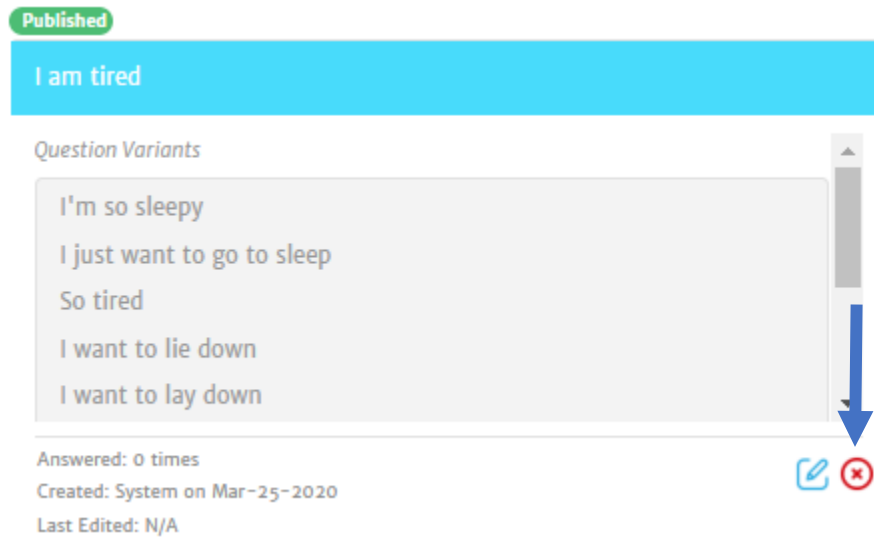 Published
I am tired
Question Variants
I'm so sleepy
I just want to go to sleep
So tired
I want to lie down
I want to lay down
Answered: 0 times
Created: System on Mar-25-2020
Last Edited: N/A